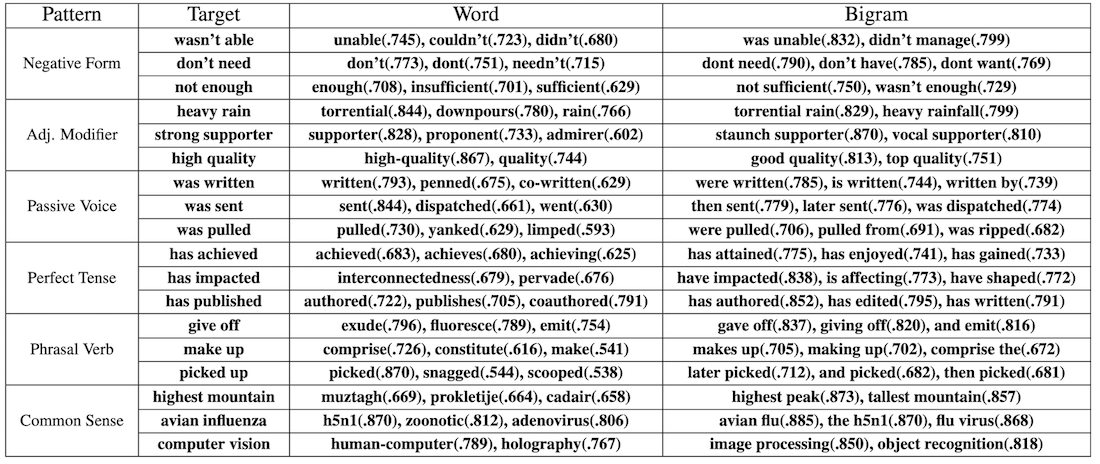 Pattern Target Word Bigram
Negative Form wasn't able unable(.745), couldn't(.723), didn't(.680) was unable(.832), didn't manage(.799)
don't need don't(.773), dont(.751), needn't(.715) dont need(.790), don't have(.785), dont want(.769)
not enough enough(.708), insufficient(.701), sufficient(.629) not sufficient(.750), wasn't enough(.729)
Adj. Modifier heavy rain torrential(.844), downpours(.780), rain(.766) torrential rain(.829), heavy rainfall(.799)
strong supporter supporter(.828), proponent(.733), admirer(.602) staunch supporter(.870), vocal supporter(.810)
high quality high-quality(.867), quality(.744) good quality(.813), top quality(.751)
Passive Voice was written written(.793), penned(.675), co-written(.629) were written(.785), is written(.744), written by(.739)
was sent sent(.844), dispatched(.661), went(.630) then sent(.779), later sent(.776), was dispatched(.774)
was pulled pulled(.730), yanked(.629), limped(.593) were pulled(.706), pulled from(.691), was ripped(.682)
Perfect Tense has achieved achieved(.683), achieves(.680), achieving(.625) has attained(.775), has enjoyed(.741), has gained(.733)
has impacted interconnectedness(.679), pervade(.676) have impacted(.838), is affecting(.773), have shaped(.772)
has published authored(.722), publishes(.705), coauthored(.791) has authored(.852), has edited(.795), has written(.791)
Phrasal Verb give off exude(.796), fluoresce(.789), emit(.754) gave off(.837), giving off(.820), and emit(.816)
make up comprise(.726), constitute(.616), make(.541) makes up(.705), making up(.702), comprise the(.672)
picked up picked(.870), snagged(.544), scooped(.538) later picked(.712), and picked(.682), then picked(.681)
Common Sense highest mountain muztagh(.669), prokletije(.664), cadair(.658) highest peak(.873), tallest mountain(.857)
avian influenza h5n1(.870), zoonotic(.812), adenovirus(.806) avian flu(.885), the h5n1(.870), flu virus(.868)
computer vision human-computer(.789), holography(.767) image processing(.850), object recognition(.818)